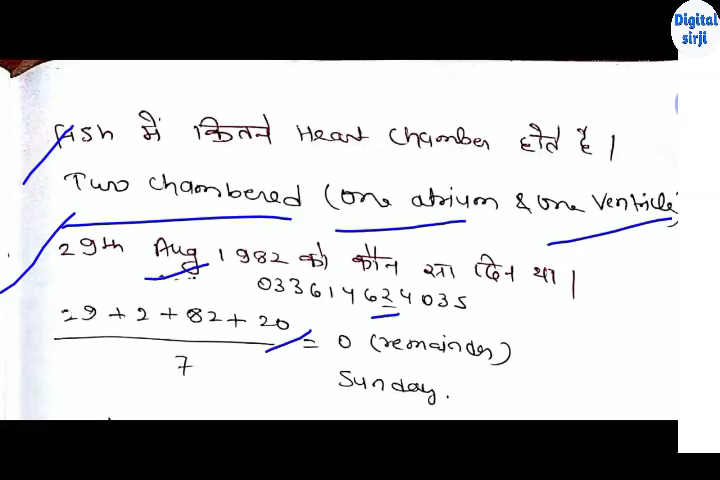 Digital
sirji
Fish में कितने Heart Chamber होते हैं |
Two chambered (one atrium & one ventricle)
29th Aug 1982 को कौन सा दिन था |
033614624035
29 + 2 + 82 + 20
7
= 0 (remainder)
Sunday.